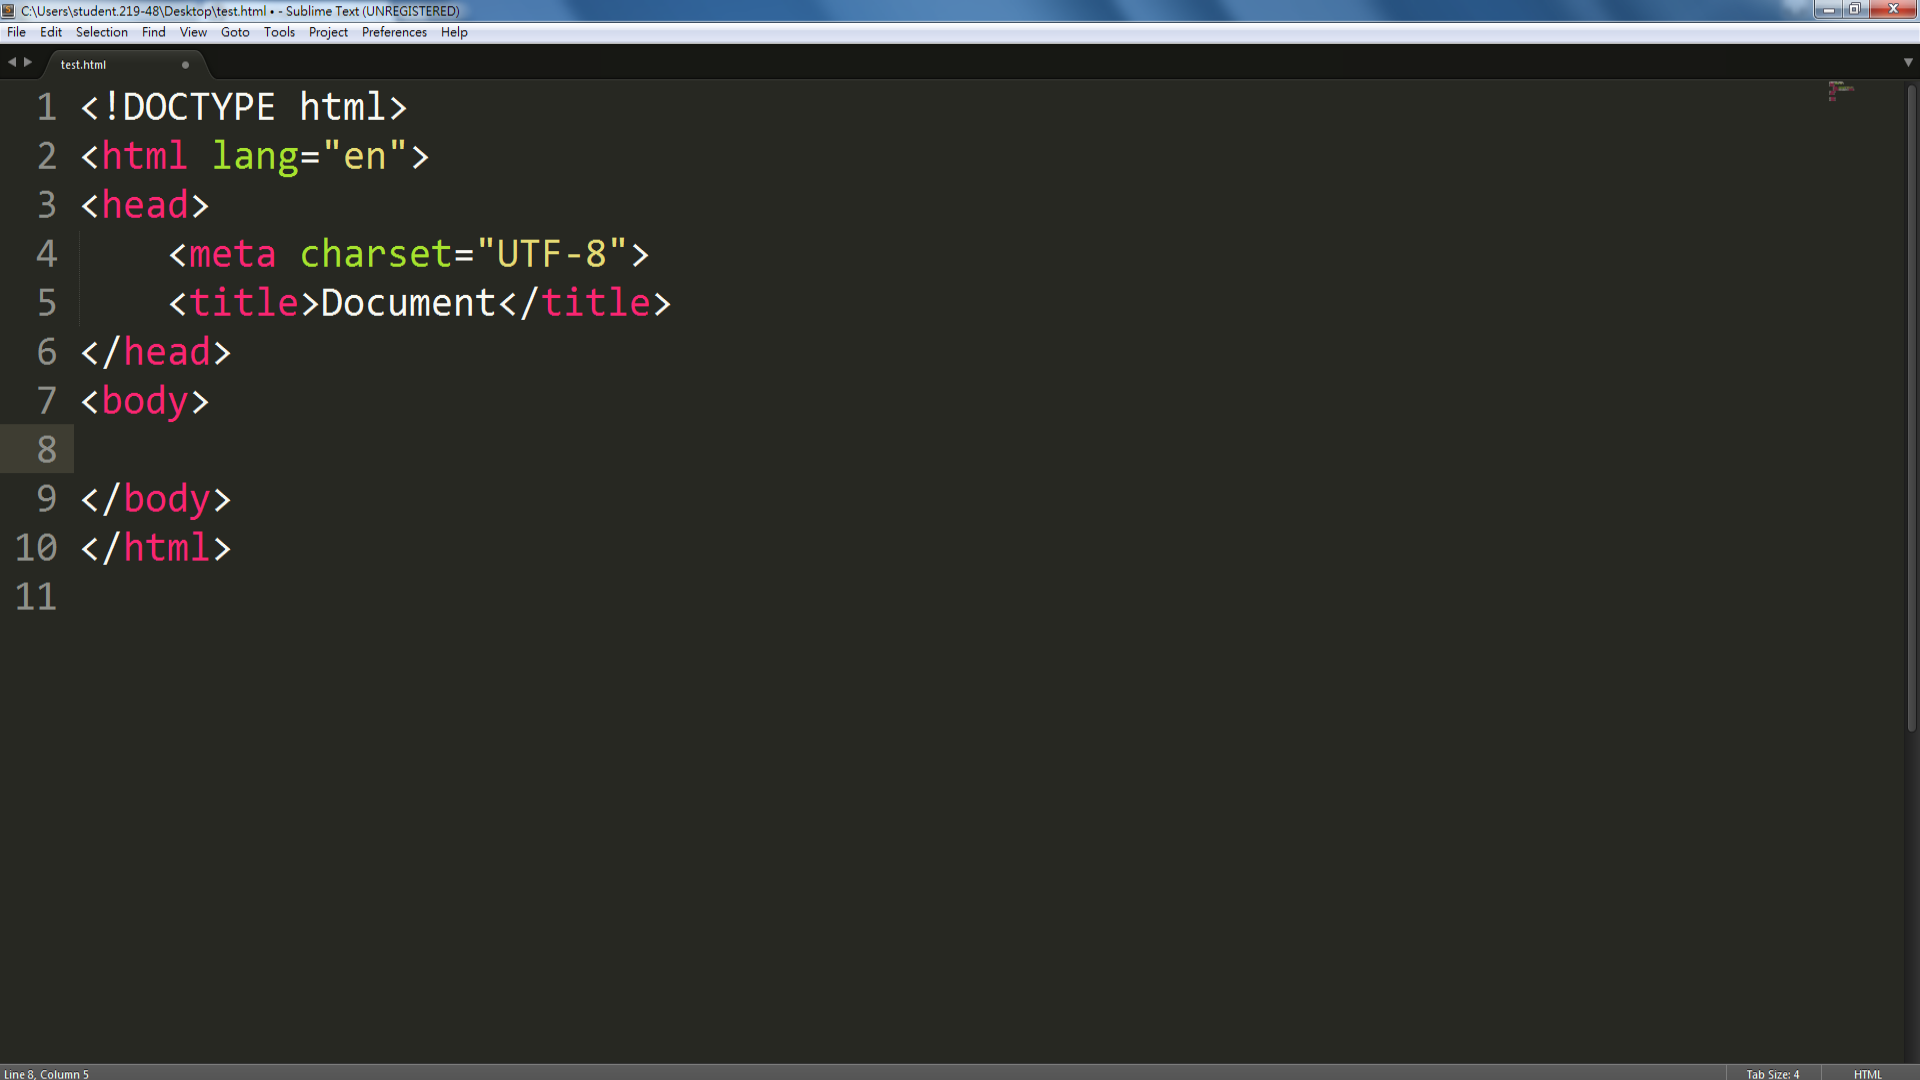 C:\Users\student.219-48\Desktop\test.html • - Sublime Text (UNREGISTERED)
File Edit Selection Find View Goto Tools Project Preferences Help
test.html
1 <!DOCTYPE html>
2 <html lang="en">
3 <head>
4     <meta charset="UTF-8">
5     <title>Document</title>
6 </head>
7 <body>
8
9 </body>
10 </html>
11
Line 8, Column 5
Tab Size: 4
HTML